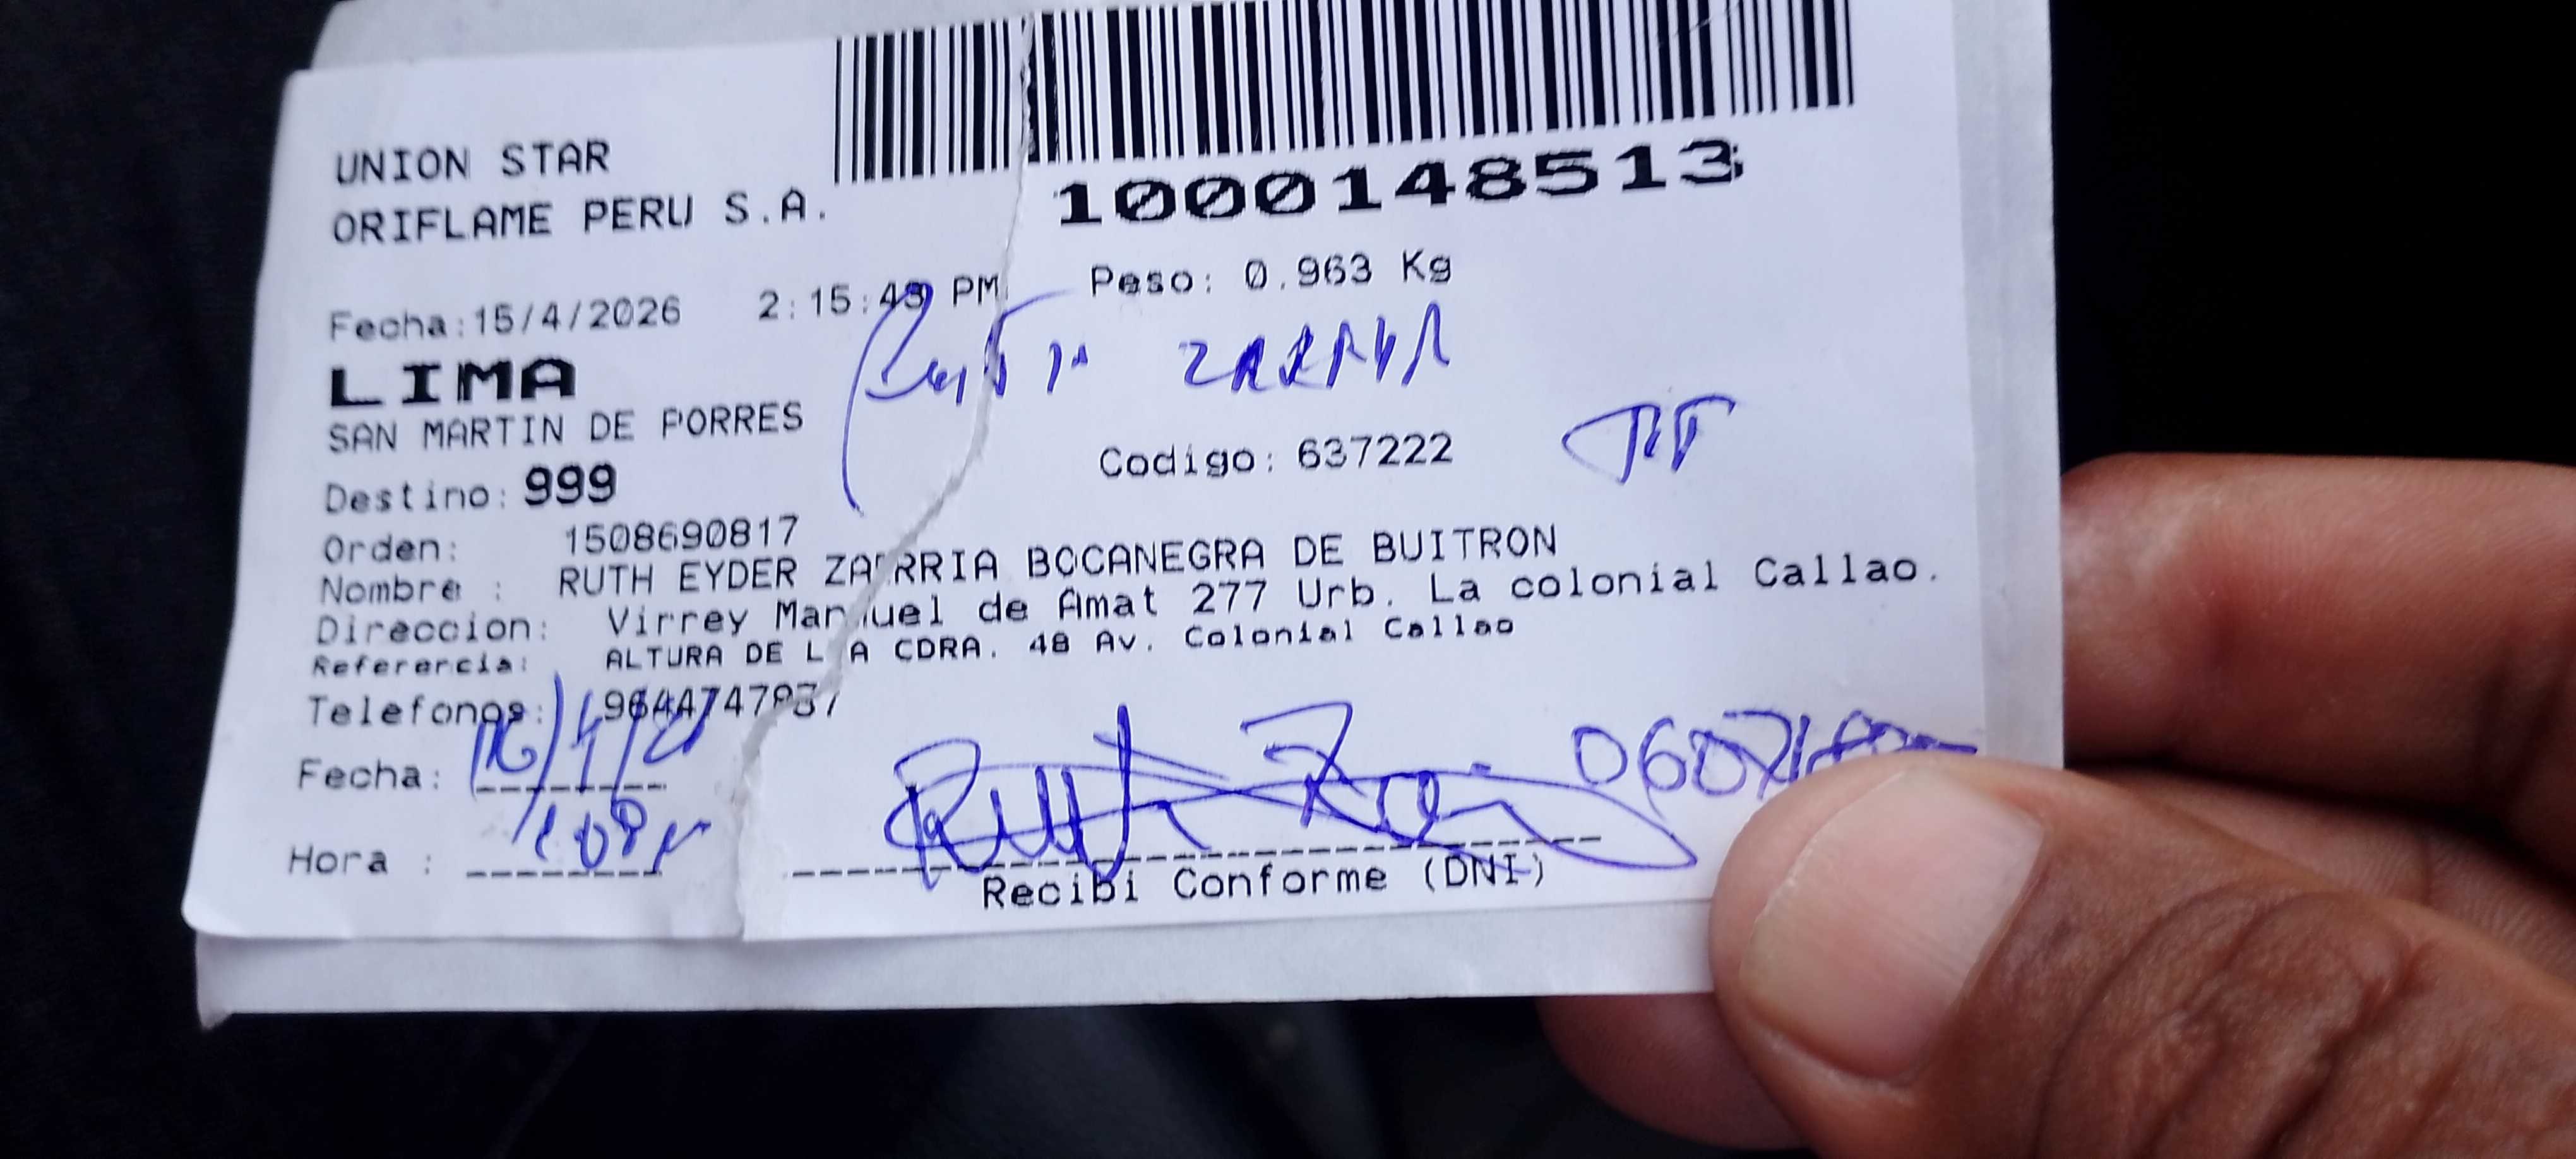 UNION STAR
ORIFLAME PERU S.A.
1000148513
Fecha:15/4/2026 2:15:43 PM Peso: 0.963 Kg
LIMA
ZARRIA
SAN MARTIN DE PORRES
Codigo: 637222
Destino: 999
Orden: 1508690817
Nombre : RUTH EYDER ZARRIA BOCANEGRA DE BUITRON
Direccion: Virrey Manuel de Amat 277 Urb. La colonial Callao.
Referencia: ALTURA DE LA CDRA. 48 Av. Colonial Callao
Telefonos:
Fecha:
Hora :
Ruth
Recibi Conforme (DNI)